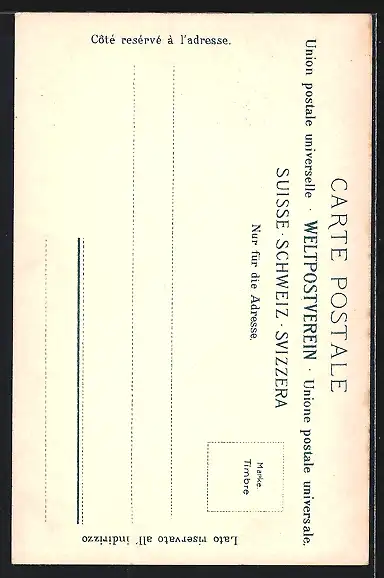 CARTE POSTALE
Union postale universelle · WELTPOSTVEREIN · Unione postale universale.
SUISSE · SCHWEIZ · SVIZZERA
Nur für die Adresse.
Marke.
Timbre
Côté resérvé à l'adresse.
Lato riservato all' indirizzo